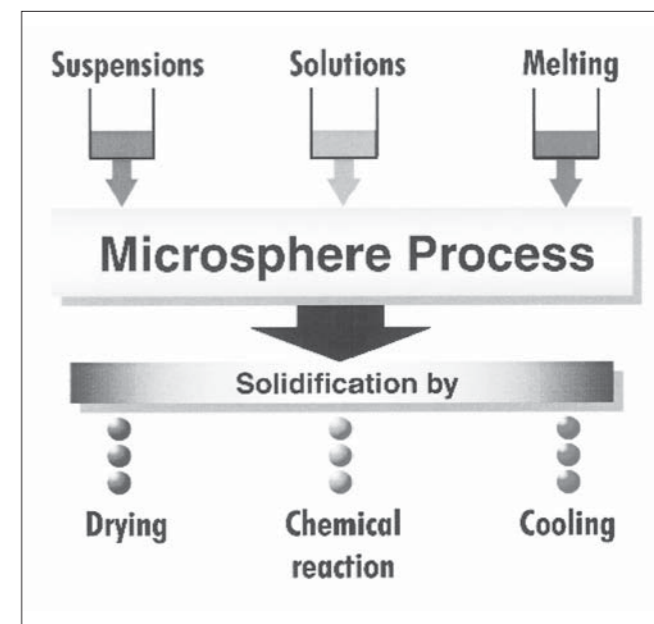 Suspensions Solutions Melting
Microsphere Process
Solidification by
Drying Chemical reaction Cooling